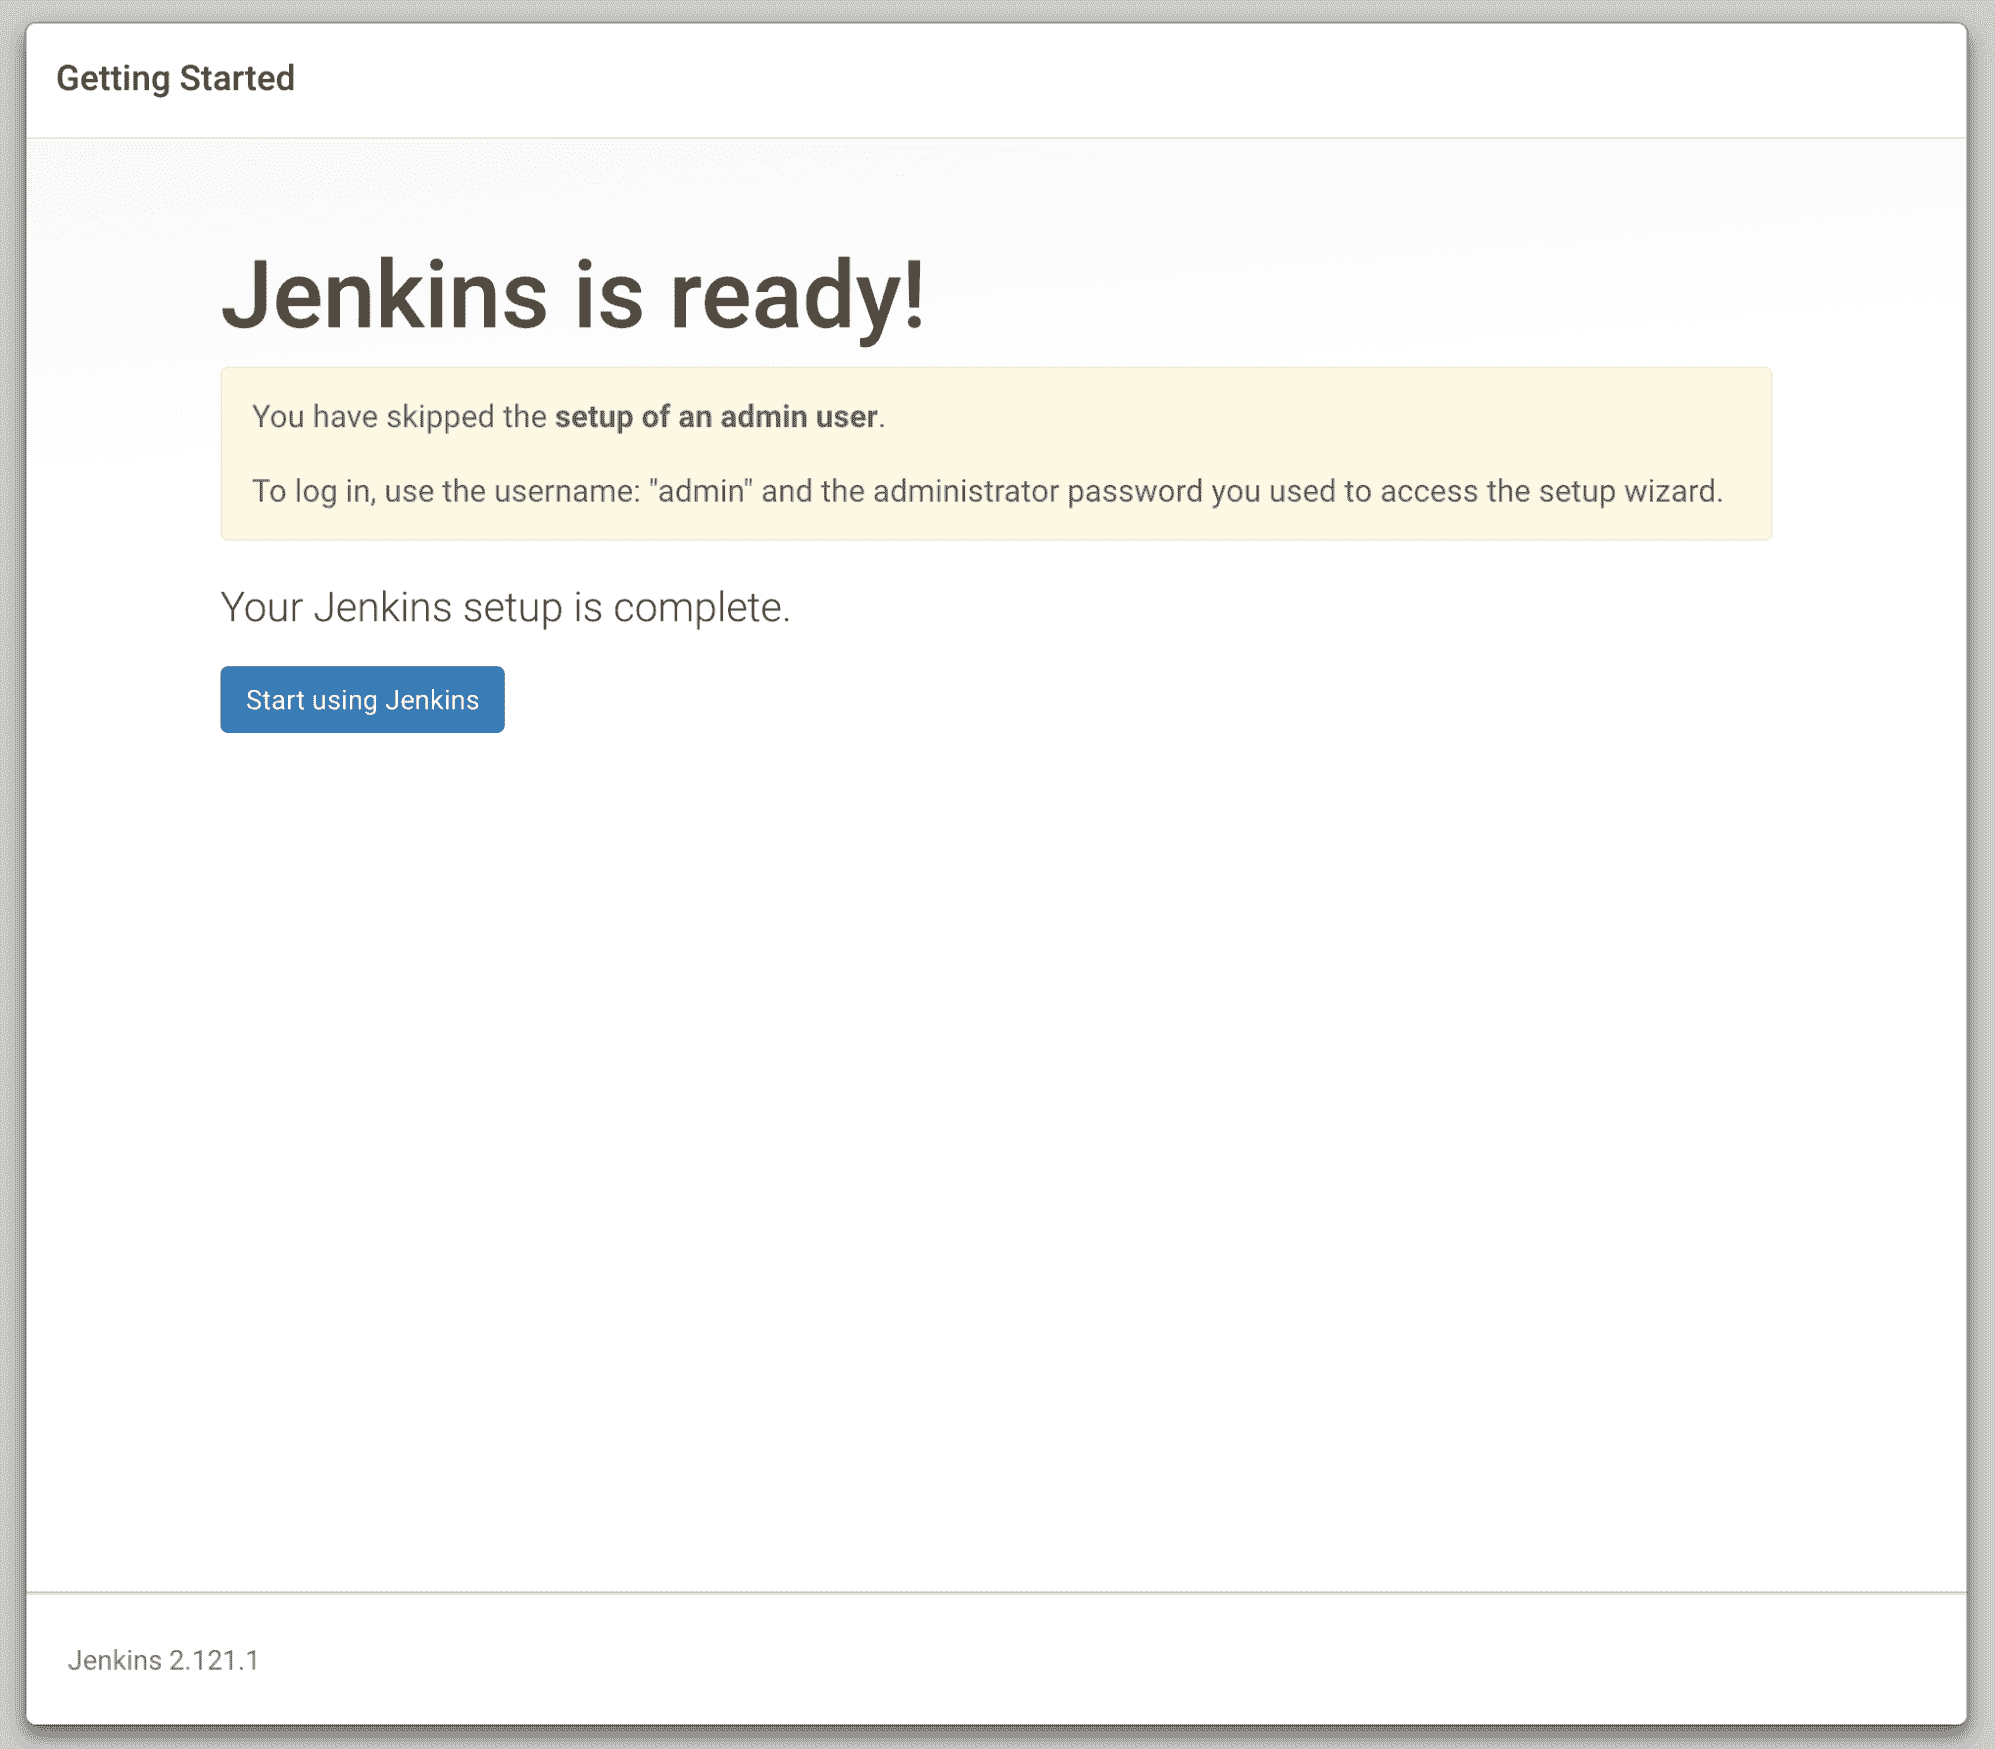 Getting Started
Jenkins is ready!
You have skipped the setup of an admin user.
To log in, use the username: "admin" and the administrator password you used to access the setup wizard.
Your Jenkins setup is complete.
Start using Jenkins
Jenkins 2.121.1